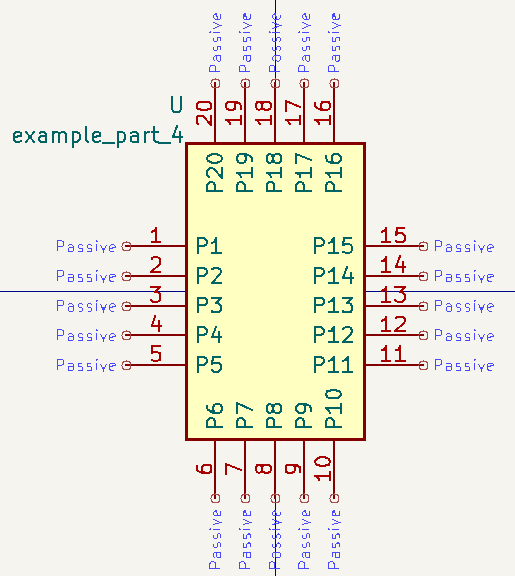 Passive Passive Passive Passive Passive
U
20 19 18 17 16
example_part_4
P20 P19 P18 P17 P16
Passive 1 P1 P15 15 Passive
Passive 2 P2 P14 14 Passive
Passive 3 P3 P13 13 Passive
Passive 4 P4 P12 12 Passive
Passive 5 P5 P11 11 Passive
P6 P7 P8 P9 P10
6 7 8 9 10
Passive Passive Passive Passive Passive